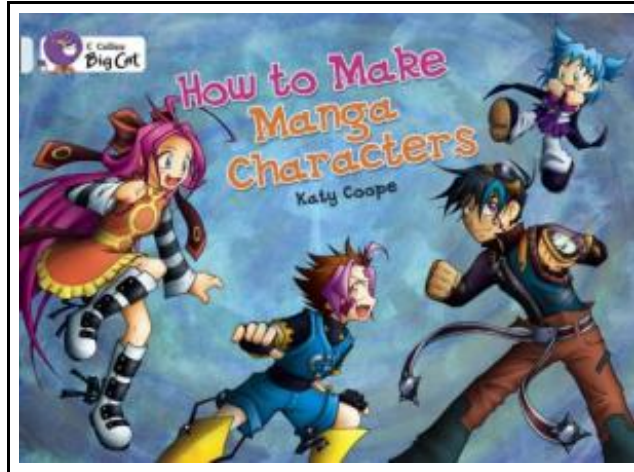 Collins
Big Cat
How to Make
Manga
Characters
Katy Coope